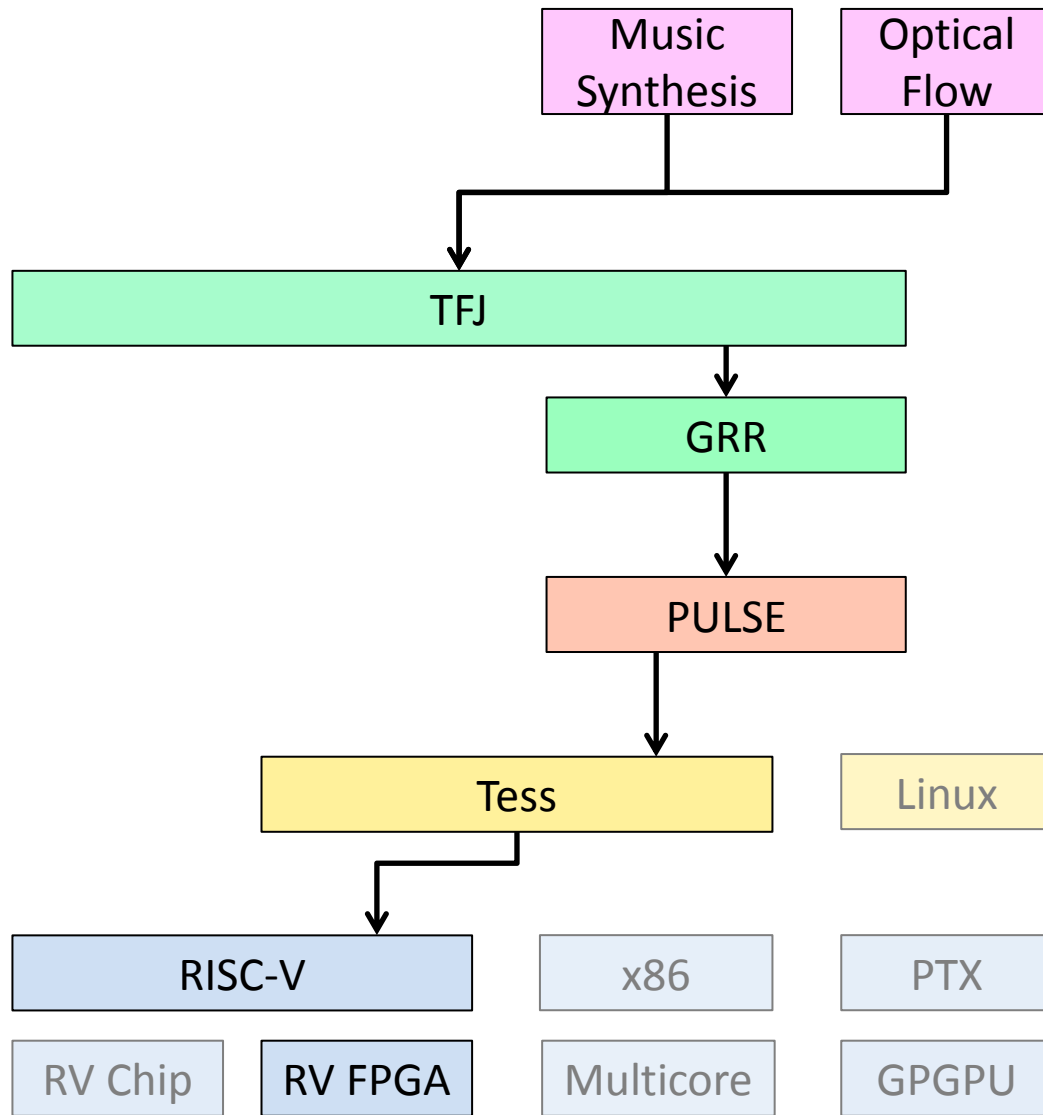 Music
Synthesis
Optical
Flow
TFJ
GRR
PULSE
Tess
Linux
RISC-V
x86
PTX
RV Chip
RV FPGA
Multicore
GPGPU